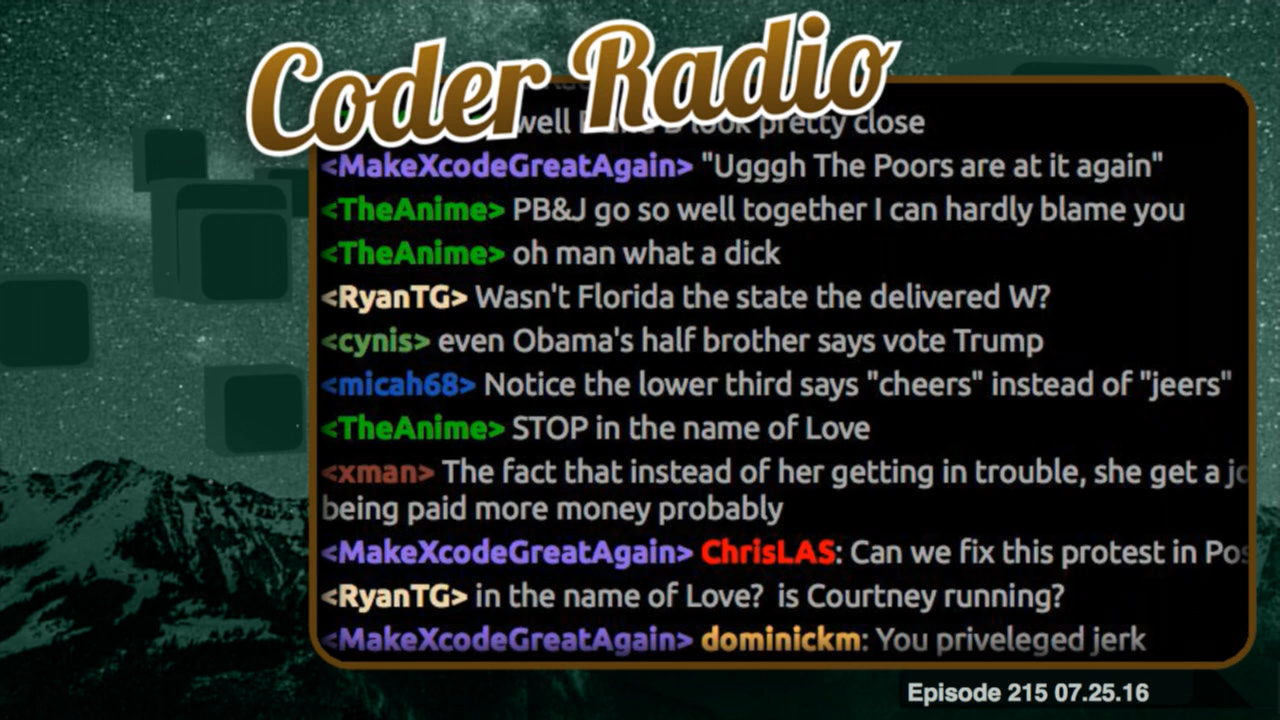 Coder Radio
well look pretty close
<MakeXcodeGreatAgain> "Ugggh The Poors are at it again"
<TheAnime> PB&J go so well together I can hardly blame you
<TheAnime> oh man what a dick
<RyanTG> Wasn't Florida the state the delivered W?
<cynis> even Obama's half brother says vote Trump
<micah68> Notice the lower third says "cheers" instead of "jeers"
<TheAnime> STOP in the name of Love
<xman> The fact that instead of her getting in trouble, she get a
being paid more money probably
<MakeXcodeGreatAgain> ChrisLAS: Can we fix this protest in
<RyanTG> in the name of Love? is Courtney running?
<MakeXcodeGreatAgain> dominickm: You priveleged jerk
Episode 215 07.25.16